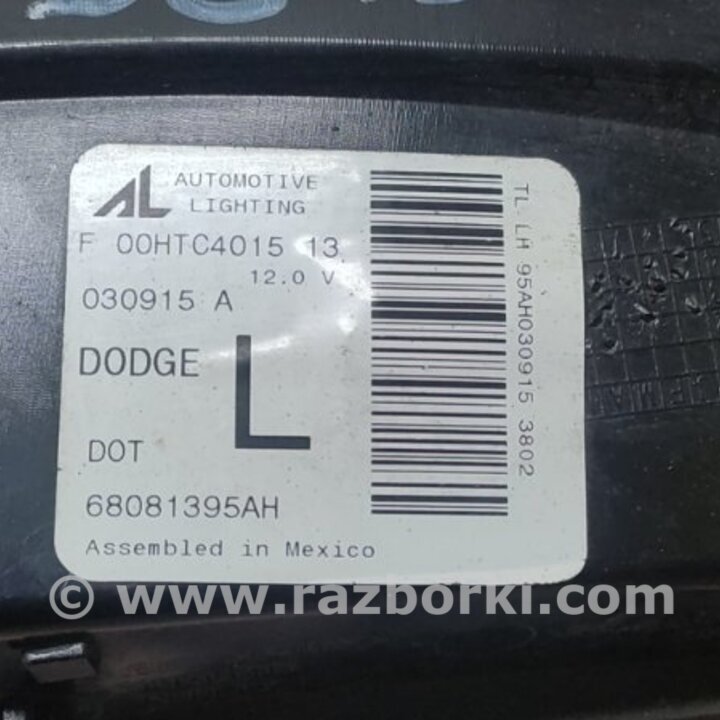 AL AUTOMOTIVE
LIGHTING
F 00HTC4015 13
12.0 V
030915 A
DODGE L
DOT
68081395AH
Assembled in Mexico
TL LH 95AH030915 3802
© www.razborki.com